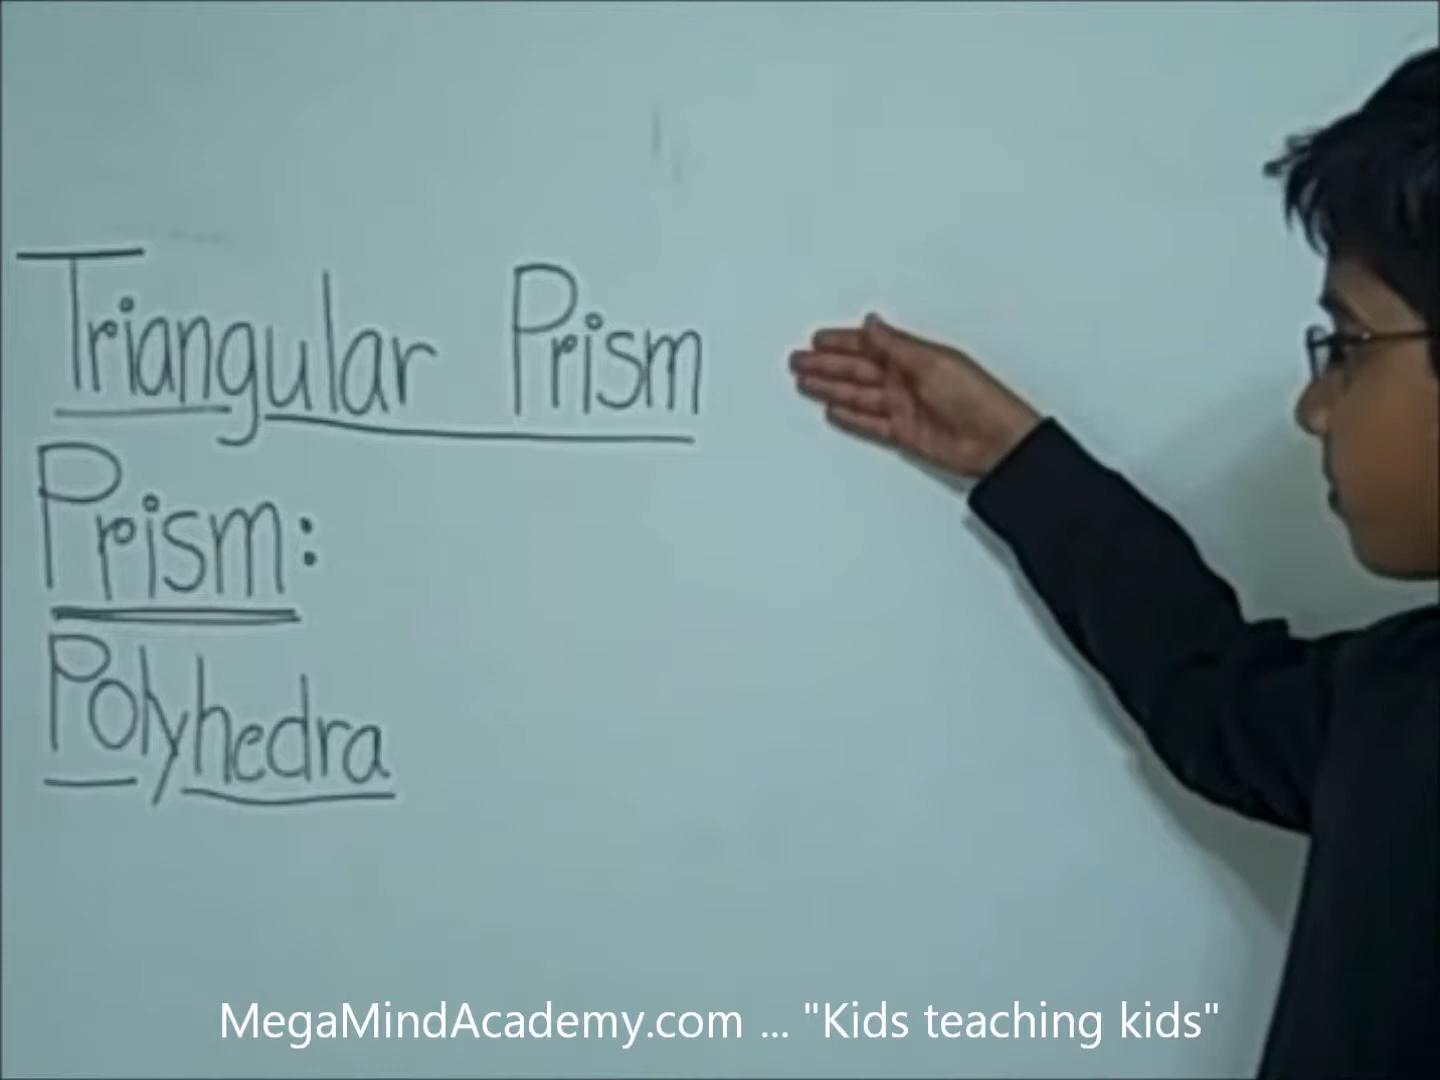 Triangular Prism
Prism:
Polyhedra
MegaMindAcademy.com ... "Kids teaching kids"